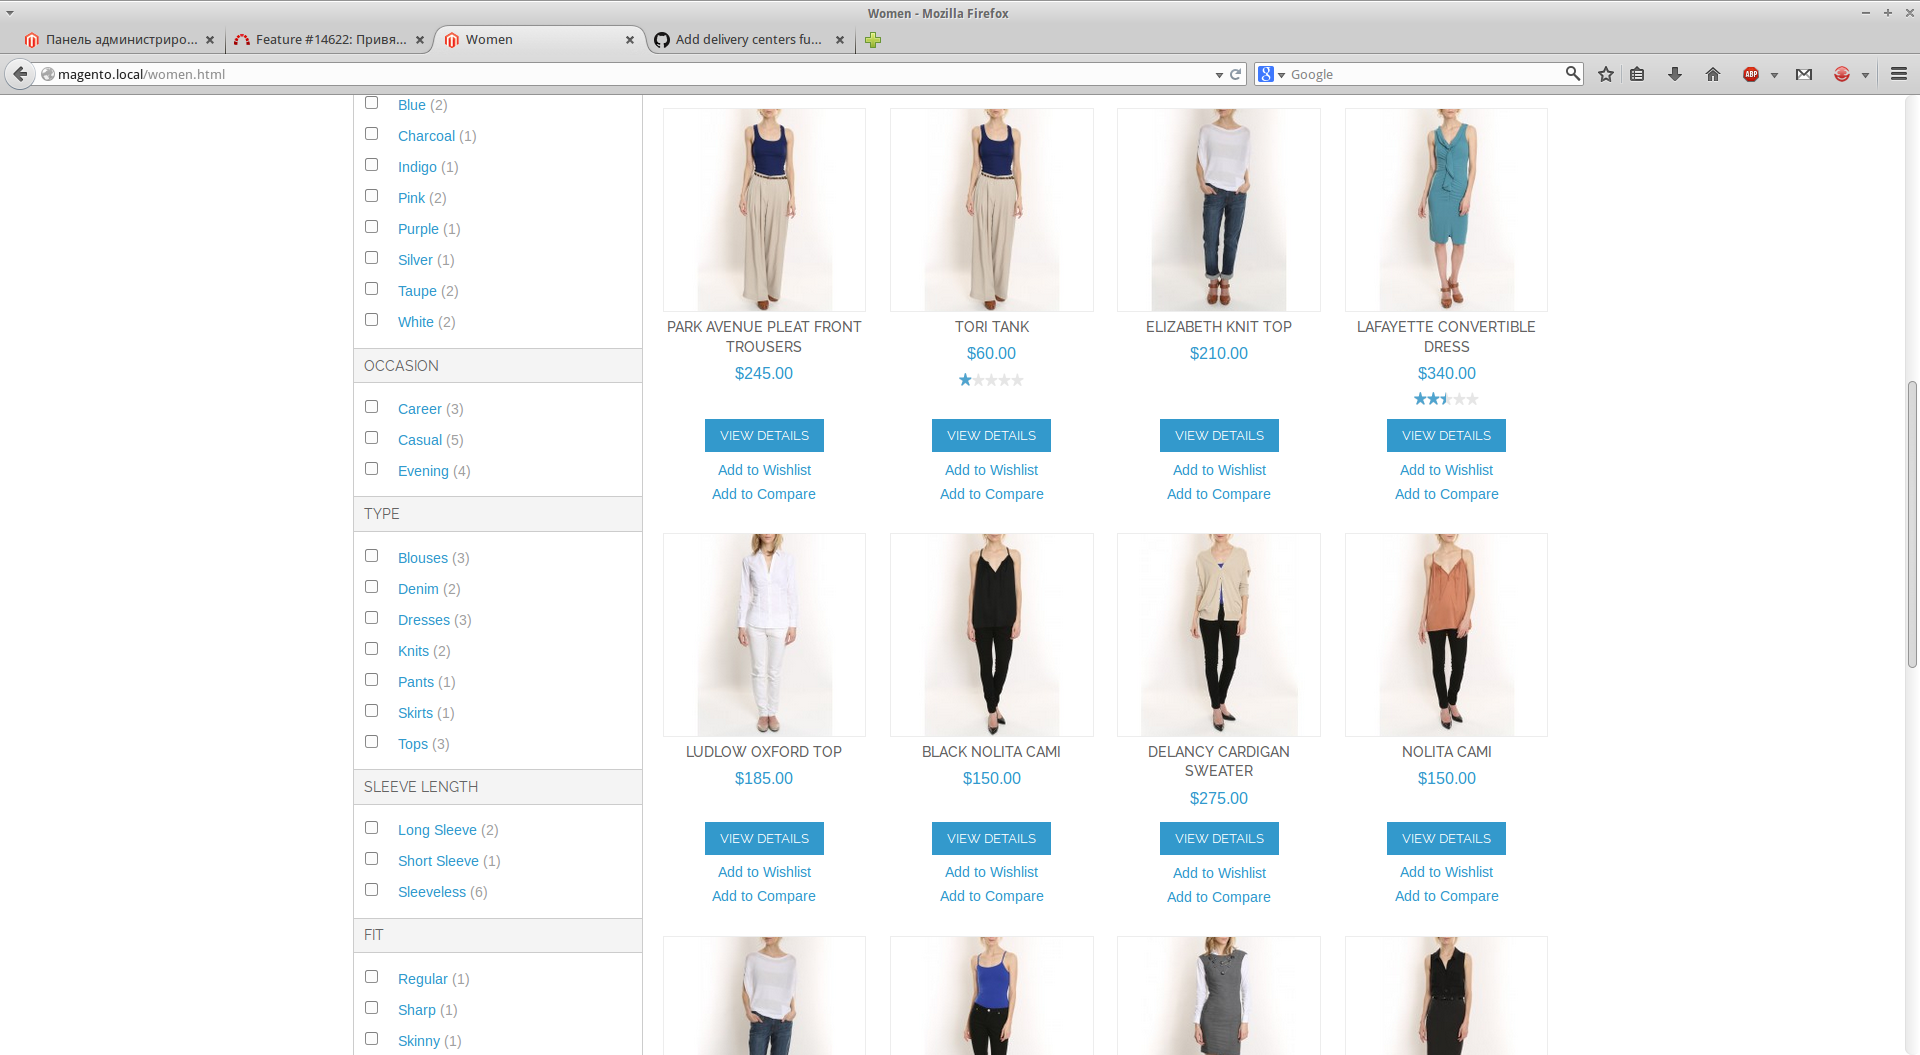 Women - Mozilla Firefox
Панель администриро...
Feature #14622: Привя...
Women
Add delivery centers fu...
magento.local/women.html
Google
ABP
Blue (2)
Charcoal (1)
Indigo (1)
Pink (2)
Purple (1)
Silver (1)
Taupe (2)
White (2)
OCCASION
Career (3)
Casual (5)
Evening (4)
TYPE
Blouses (3)
Denim (2)
Dresses (3)
Knits (2)
Pants (1)
Skirts (1)
Tops (3)
SLEEVE LENGTH
Long Sleeve (2)
Short Sleeve (1)
Sleeveless (6)
FIT
Regular (1)
Sharp (1)
Skinny (1)
PARK AVENUE PLEAT FRONT
TROUSERS
$245.00
VIEW DETAILS
Add to Wishlist
Add to Compare
TORI TANK
$60.00
VIEW DETAILS
Add to Wishlist
Add to Compare
ELIZABETH KNIT TOP
$210.00
VIEW DETAILS
Add to Wishlist
Add to Compare
LAFAYETTE CONVERTIBLE
DRESS
$340.00
VIEW DETAILS
Add to Wishlist
Add to Compare
LUDLOW OXFORD TOP
$185.00
VIEW DETAILS
Add to Wishlist
Add to Compare
BLACK NOLITA CAMI
$150.00
VIEW DETAILS
Add to Wishlist
Add to Compare
DELANCY CARDIGAN
SWEATER
$275.00
VIEW DETAILS
Add to Wishlist
Add to Compare
NOLITA CAMI
$150.00
VIEW DETAILS
Add to Wishlist
Add to Compare